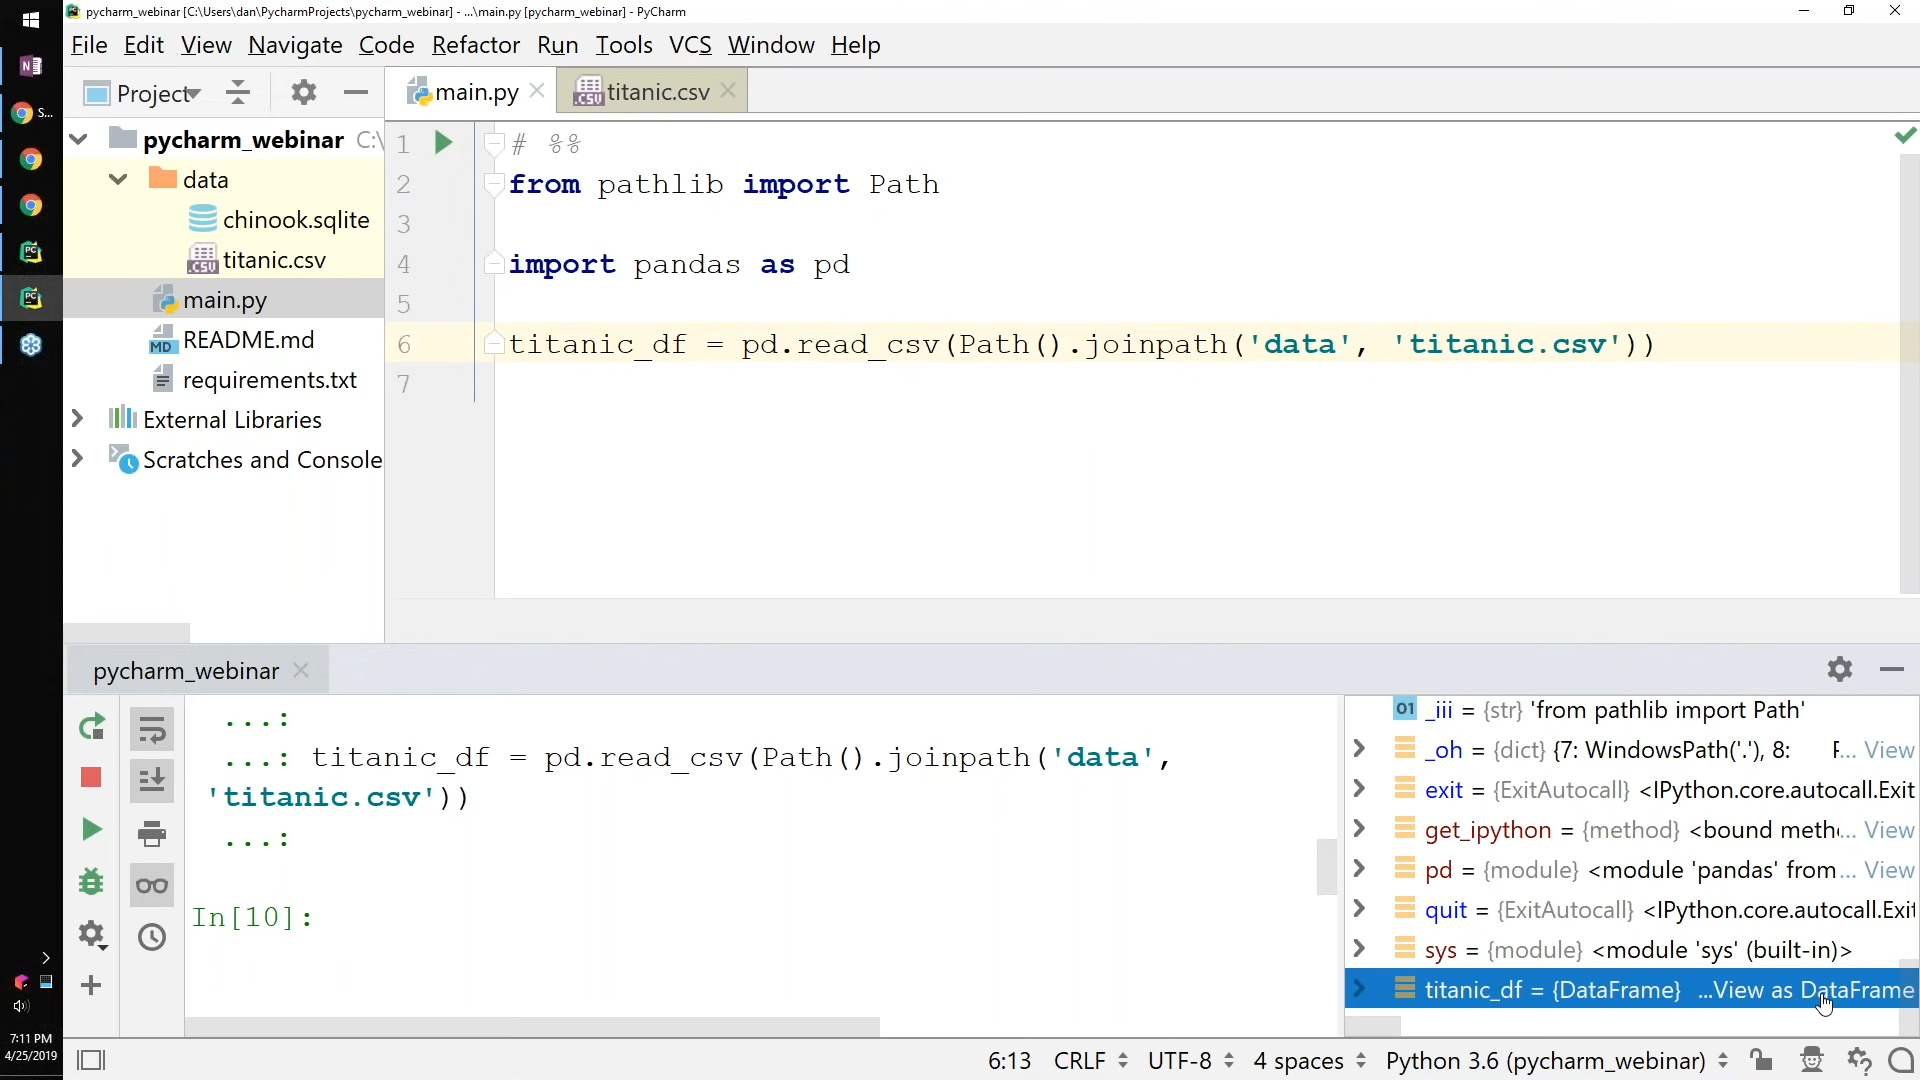 pycharm_webinar [C:\Users\dan\PycharmProjects\pycharm_webinar] - ...\main.py [pycharm_webinar] - PyCharm
File Edit View Navigate Code Refactor Run Tools VCS Window Help
Project
main.py
titanic.csv
pycharm_webinar C:\
data
chinook.sqlite
titanic.csv
main.py
README.md
requirements.txt
External Libraries
Scratches and Console
1 # %%
2 from pathlib import Path
3
4 import pandas as pd
5
6 titanic_df = pd.read_csv(Path().joinpath('data', 'titanic.csv'))
7
pycharm_webinar
...:
...: titanic_df = pd.read_csv(Path().joinpath('data',
'titanic.csv'))
...:
In[10]:
01 _iii = {str} 'from pathlib import Path'
_oh = {dict} {7: WindowsPath('.'), 8: ... View
exit = {ExitAutocall} <IPython.core.autocall.Exit
get_ipython = {method} <bound meth... View
pd = {module} <module 'pandas' from... View
quit = {ExitAutocall} <IPython.core.autocall.Exit
sys = {module} <module 'sys' (built-in)>
titanic_df = {DataFrame} ...View as DataFrame
S...
7:11 PM
4/25/2019
6:13 CRLF UTF-8 4 spaces Python 3.6 (pycharm_webinar)